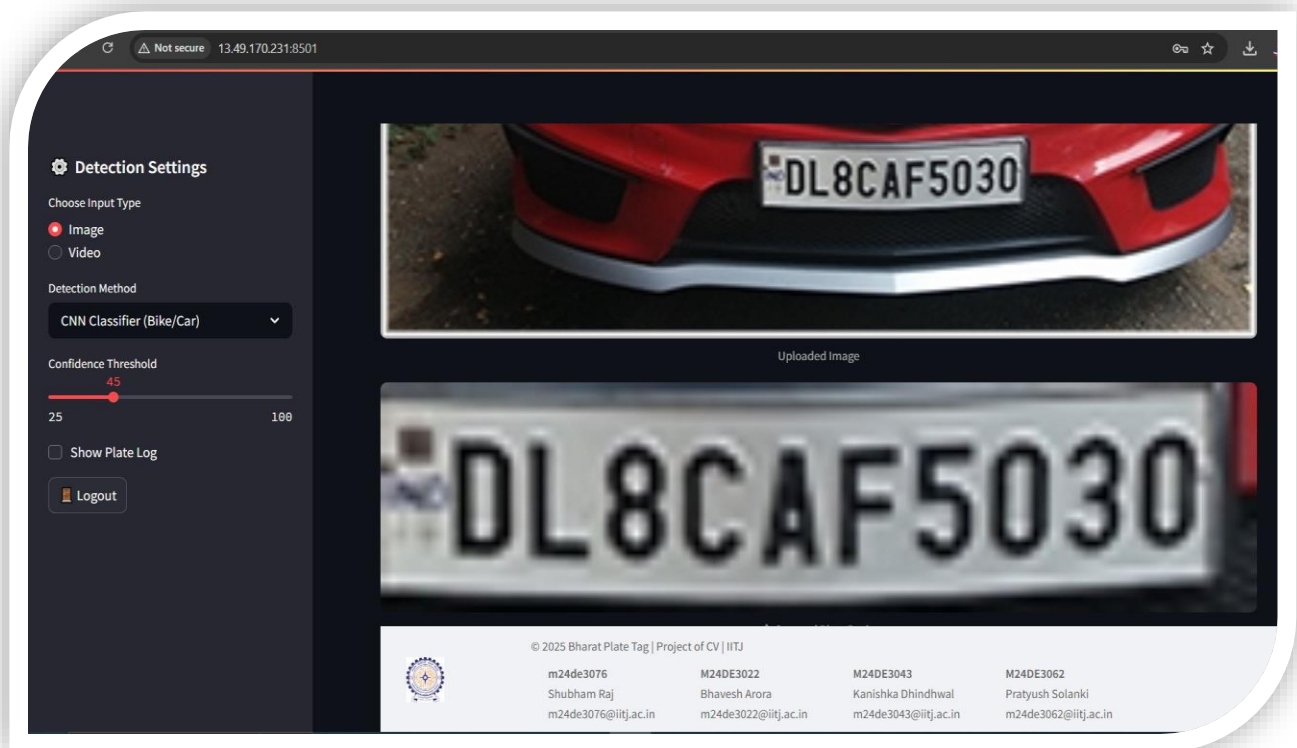 Not secure 13.49.170.231:8501
Detection Settings
Choose Input Type
Image
Video
Detection Method
CNN Classifier (Bike/Car)
Confidence Threshold
45
25 100
Show Plate Log
Logout
DL8CAF5030
Uploaded Image
DL8CAF5030
© 2025 Bharat Plate Tag | Project of CV | IITJ
m24de3076 M24DE3022 M24DE3043 M24DE3062
Shubham Raj Bhavesh Arora Kanishka Dhindhwal Pratyush Solanki
m24de3076@iitj.ac.in m24de3022@iitj.ac.in m24de3043@iitj.ac.in m24de3062@iitj.ac.in